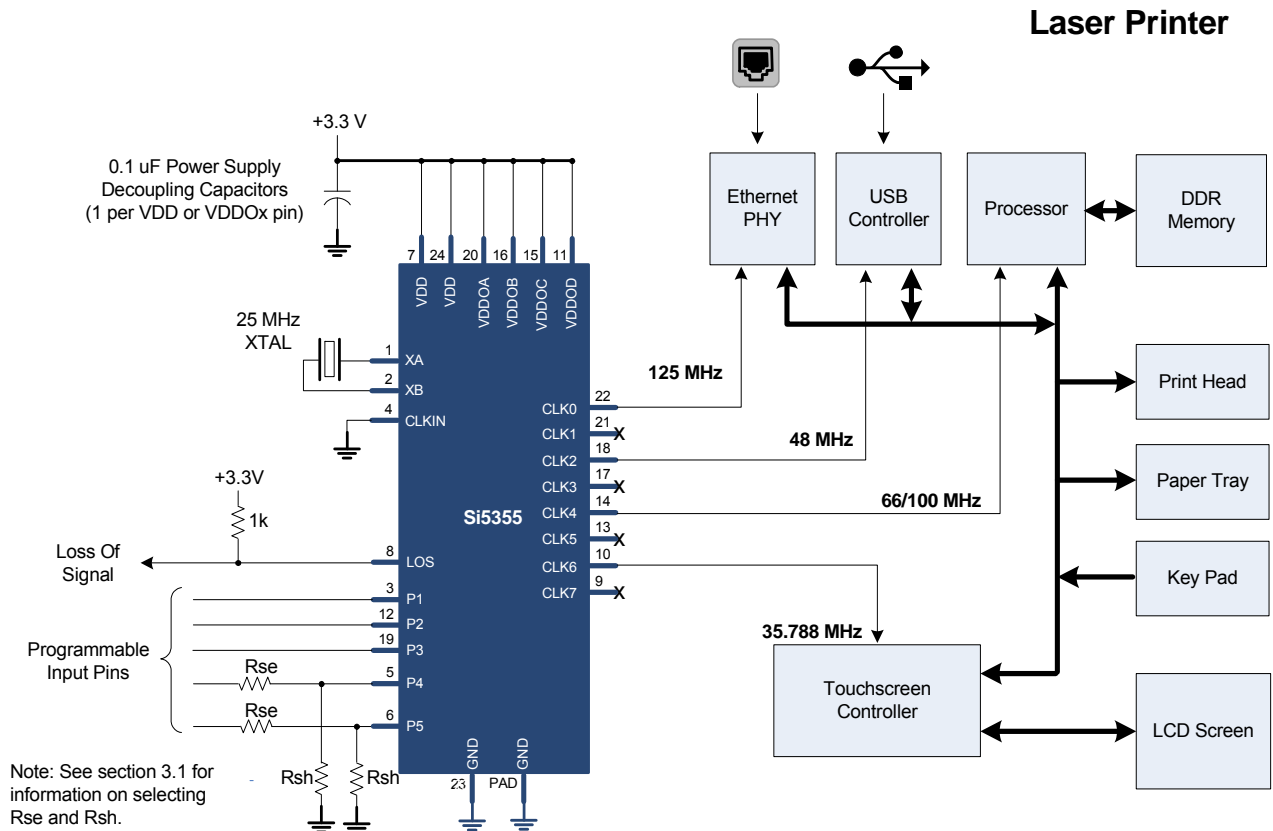 Laser Printer
+3.3 V
0.1 uF Power Supply
Decoupling Capacitors
(1 per VDD or VDDOx pin)
7
24
20
16
15
11
VDD
VDD
VDDOA
VDDOB
VDDOC
VDDOD
25 MHz
XTAL
1
XA
2
XB
4
CLKIN
+3.3V
1k
Loss Of
Signal
8
LOS
3
P1
12
P2
19
P3
Programmable
Input Pins
Rse
5
P4
Rse
6
P5
Rsh
Rsh
Note: See section 3.1 for
information on selecting
Rse and Rsh.
GND
GND
23
PAD
Si5355
CLK0
22
CLK1
21
X
CLK2
18
CLK3
17
X
CLK4
14
CLK5
13
X
CLK6
10
CLK7
9
X
125 MHz
48 MHz
66/100 MHz
35.788 MHz
Ethernet
PHY
USB
Controller
Processor
DDR
Memory
Print Head
Paper Tray
Key Pad
Touchscreen
Controller
LCD Screen